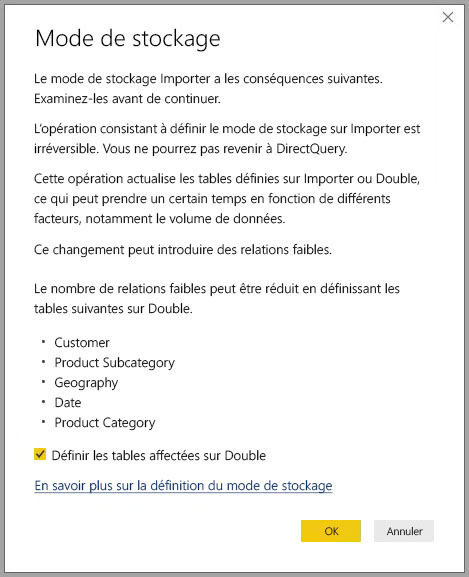 Mode de stockage
Le mode de stockage Importer a les conséquences suivantes.
Examinez-les avant de continuer.
L'opération consistant à définir le mode de stockage sur Importer est
irréversible. Vous ne pourrez pas revenir à DirectQuery.
Cette opération actualise les tables définies sur Importer ou Double,
ce qui peut prendre un certain temps en fonction de différents
facteurs, notamment le volume de données.
Ce changement peut introduire des relations faibles.
Le nombre de relations faibles peut être réduit en définissant les
tables suivantes sur Double.
• Customer
• Product Subcategory
• Geography
• Date
• Product Category
Définir les tables affectées sur Double
En savoir plus sur la définition du mode de stockage
OK
Annuler